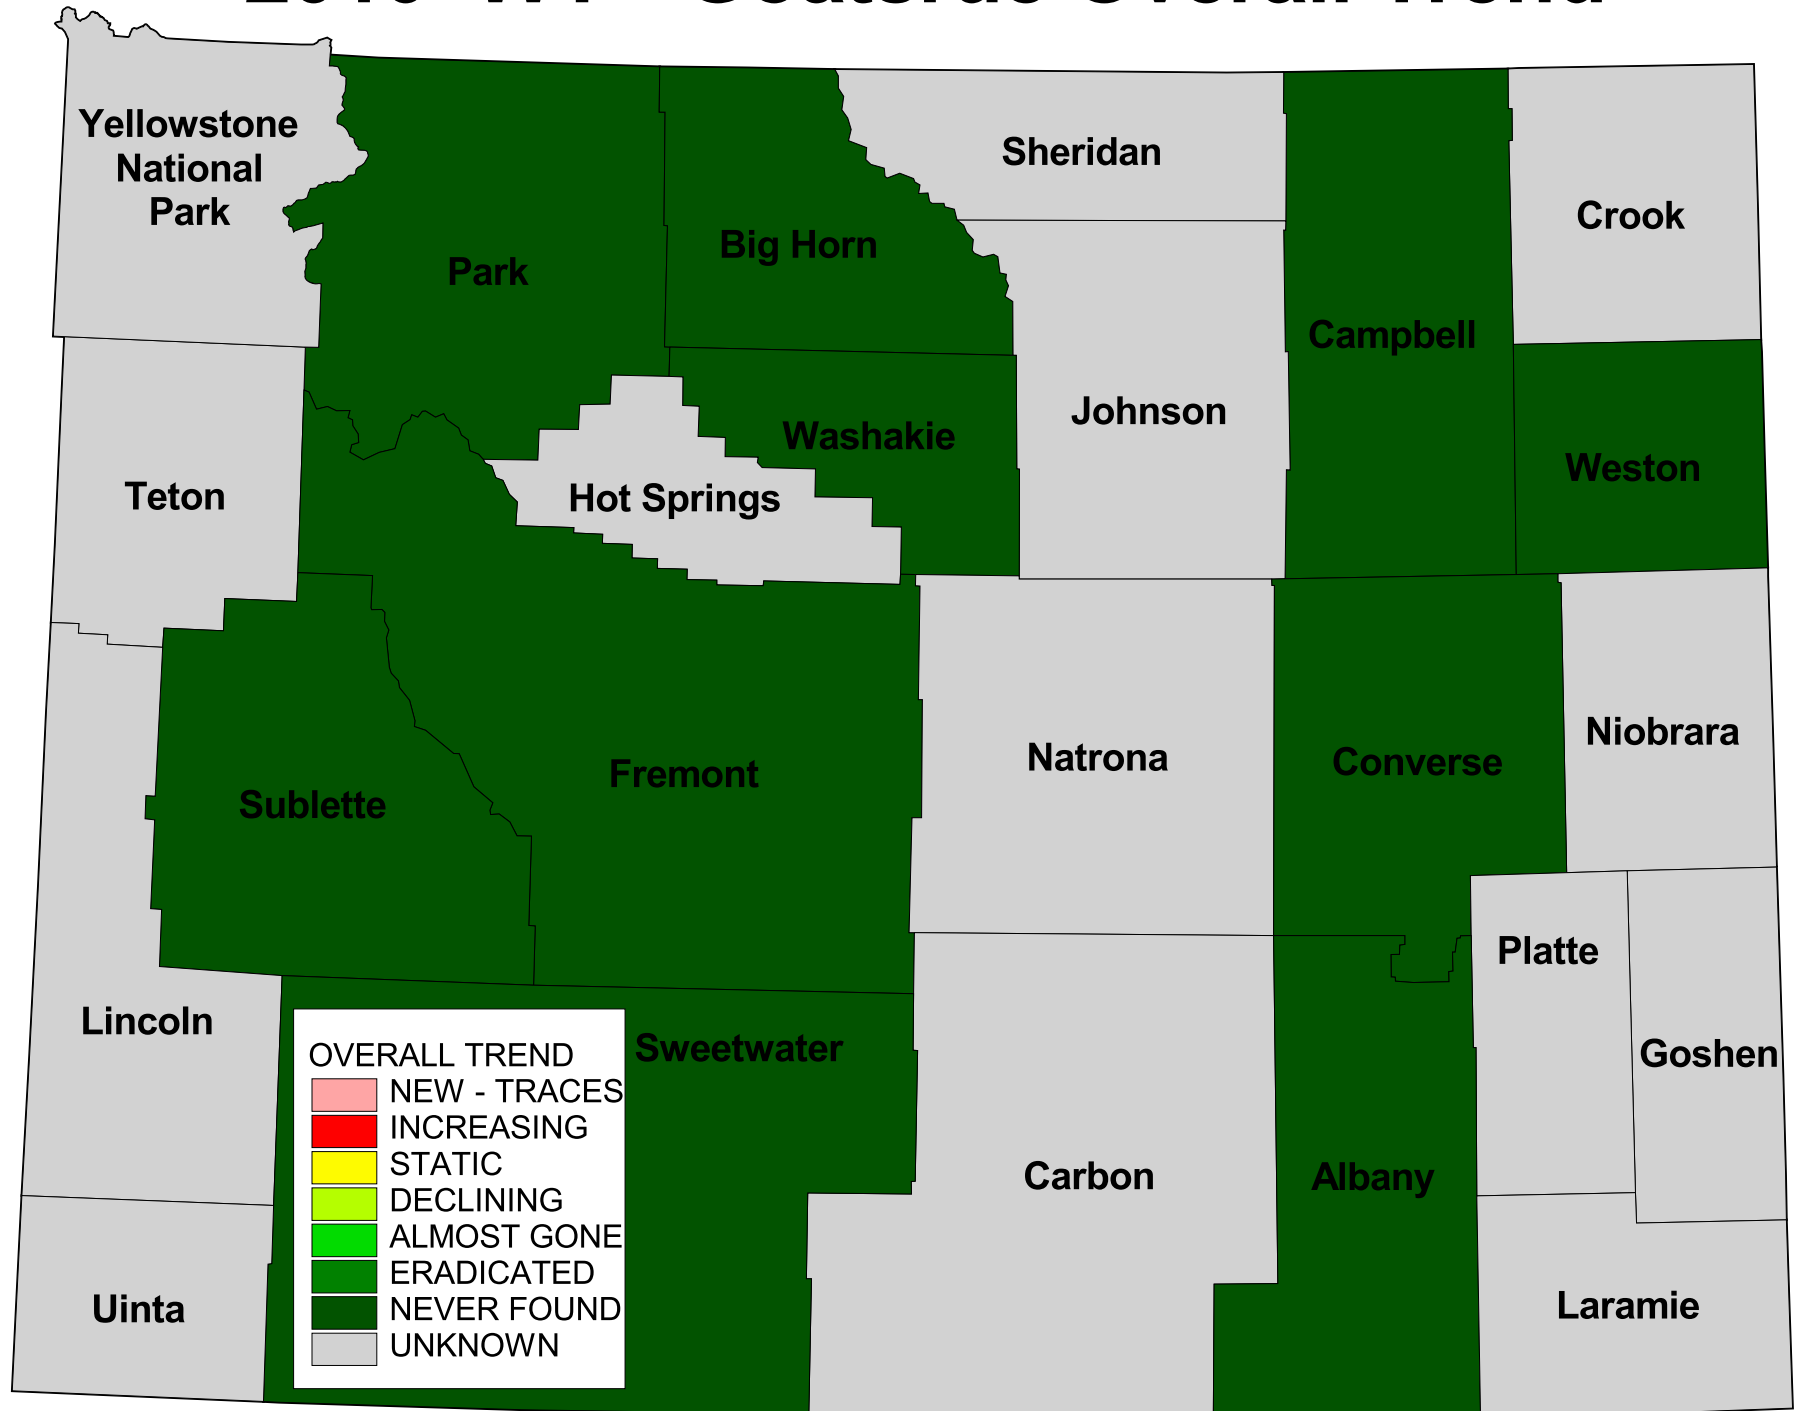 Yellowstone
National
Park
Park
Big Horn
Sheridan
Campbell
Crook
Teton
Hot Springs
Washakie
Johnson
Weston
Sublette
Fremont
Natrona
Converse
Niobrara
Lincoln
Sweetwater
Carbon
Albany
Platte
Goshen
Uinta
Laramie
OVERALL TREND
NEW - TRACES
INCREASING
STATIC
DECLINING
ALMOST GONE
ERADICATED
NEVER FOUND
UNKNOWN